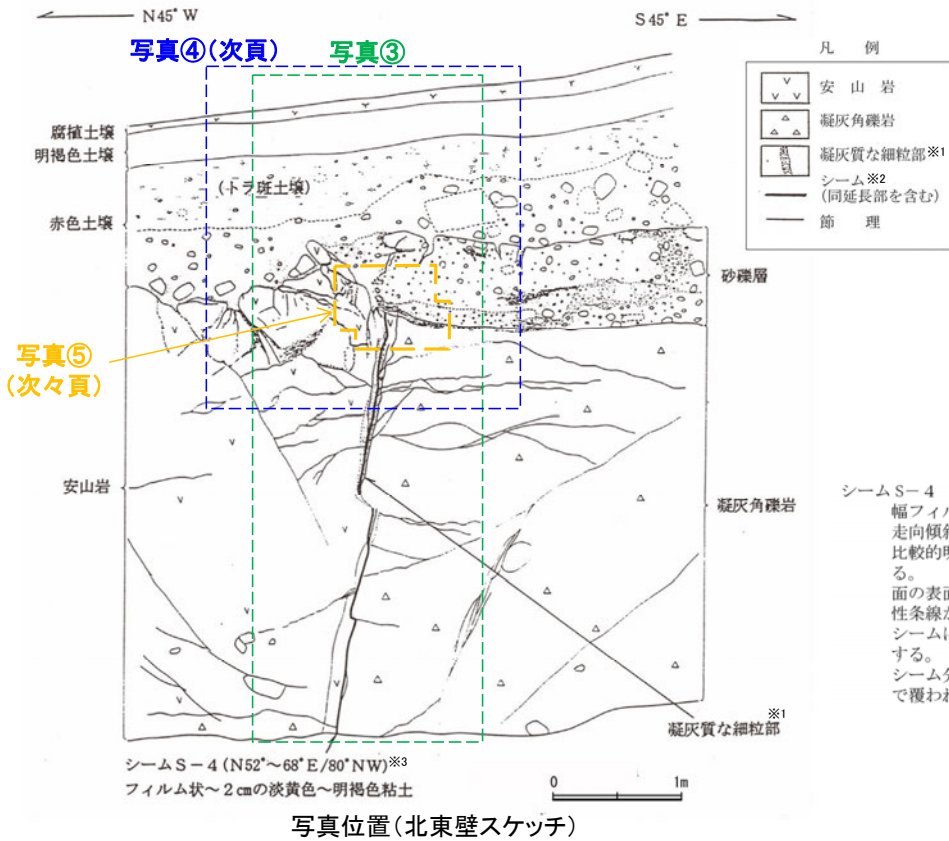 N45°W
S45°E
写真④(次頁)
写真③
凡 例
安 山 岩
凝灰角礫岩
凝灰質な細粒部※1
シーム※2
(同延長部を含む)
節 理
腐植土壌
明褐色土壌
(トラ斑土壌)
赤色土壌
砂礫層
写真⑤
(次々頁)
安山岩
凝灰角礫岩
シームS-4
幅フィ
走向傾
比較的
る。
面の表
性条線
シームに
する。
シーム
で覆わ
凝灰質な細粒部※1
シームS-4(N52°~68°E/80°NW)※3
フィルム状~2㎝の淡黄色~明褐色粘土
0 1m
写真位置(北東壁スケッチ)